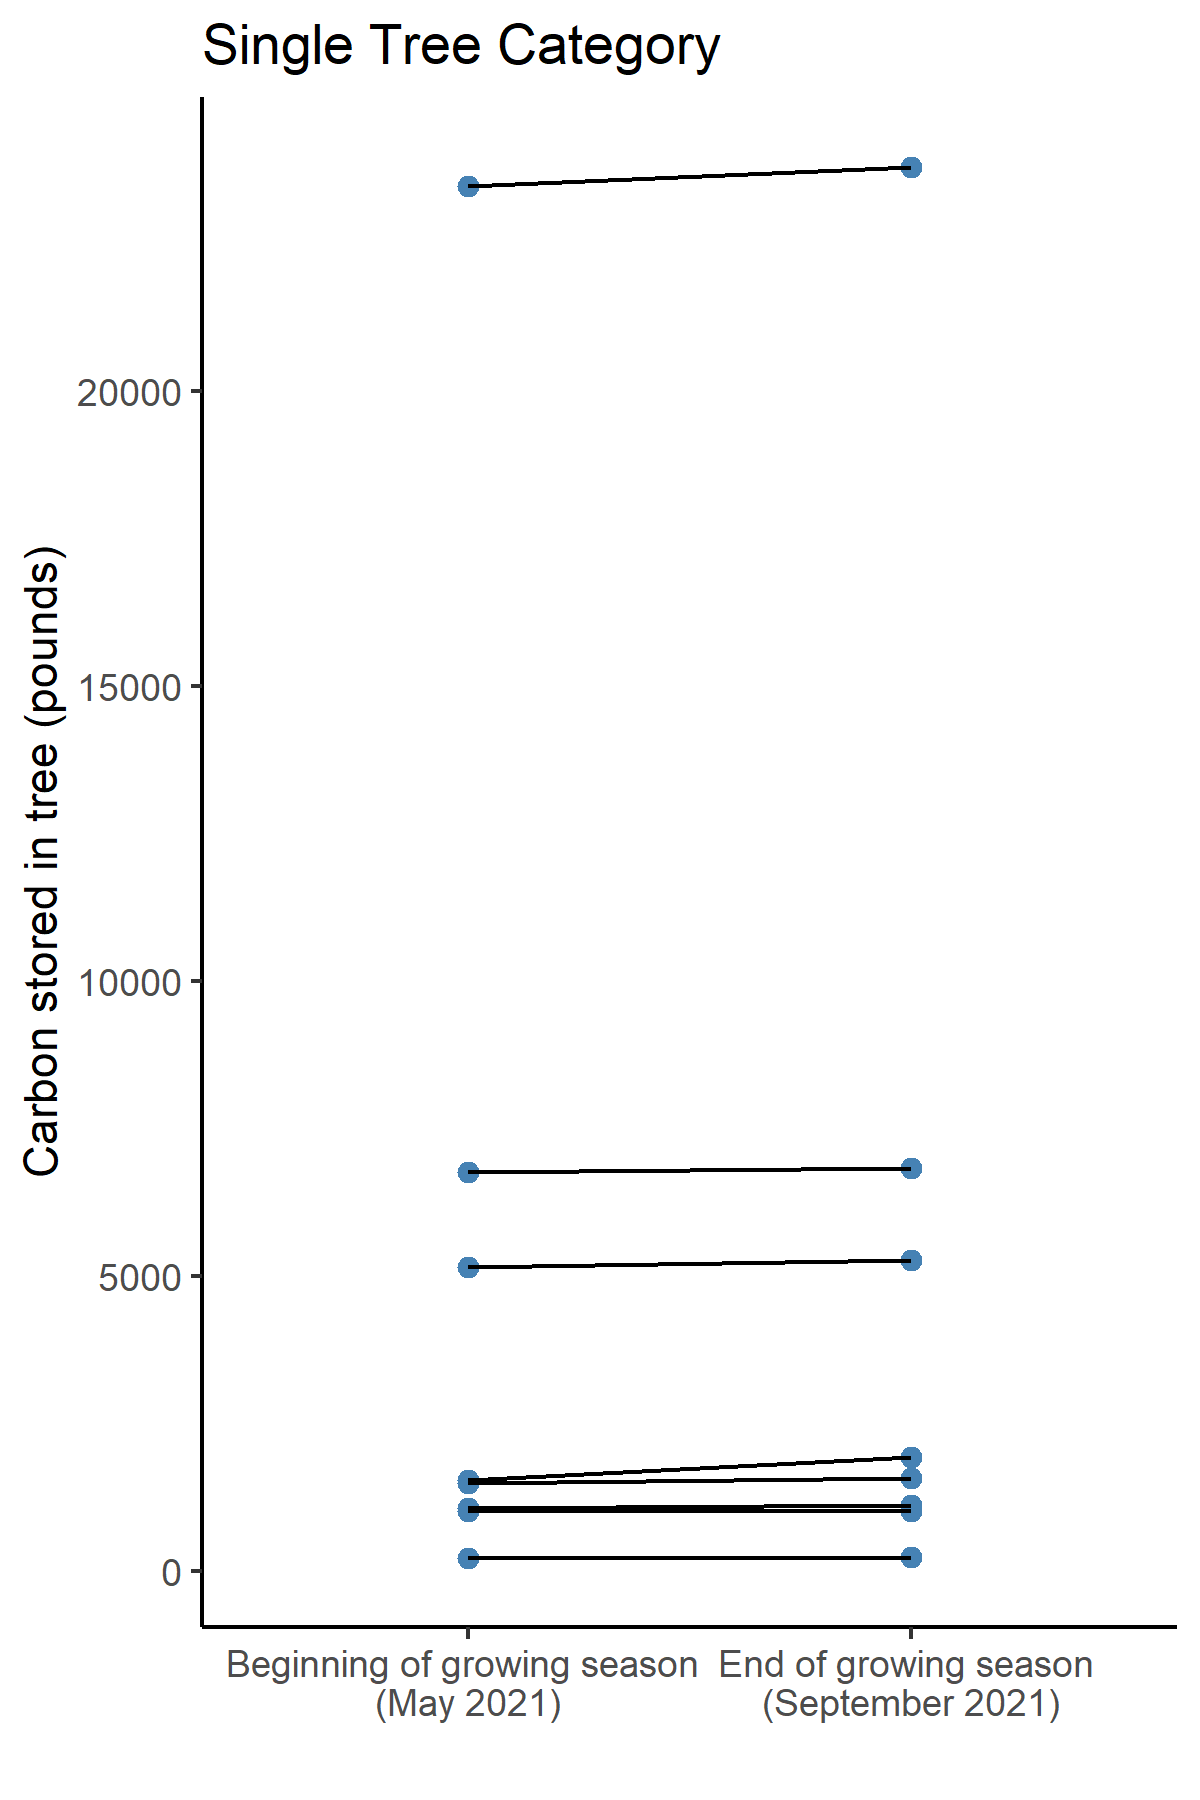 Single Tree Category
Carbon stored in tree (pounds)
20000
15000
10000
5000
0
Beginning of growing season
(May 2021)
End of growing season
(September 2021)